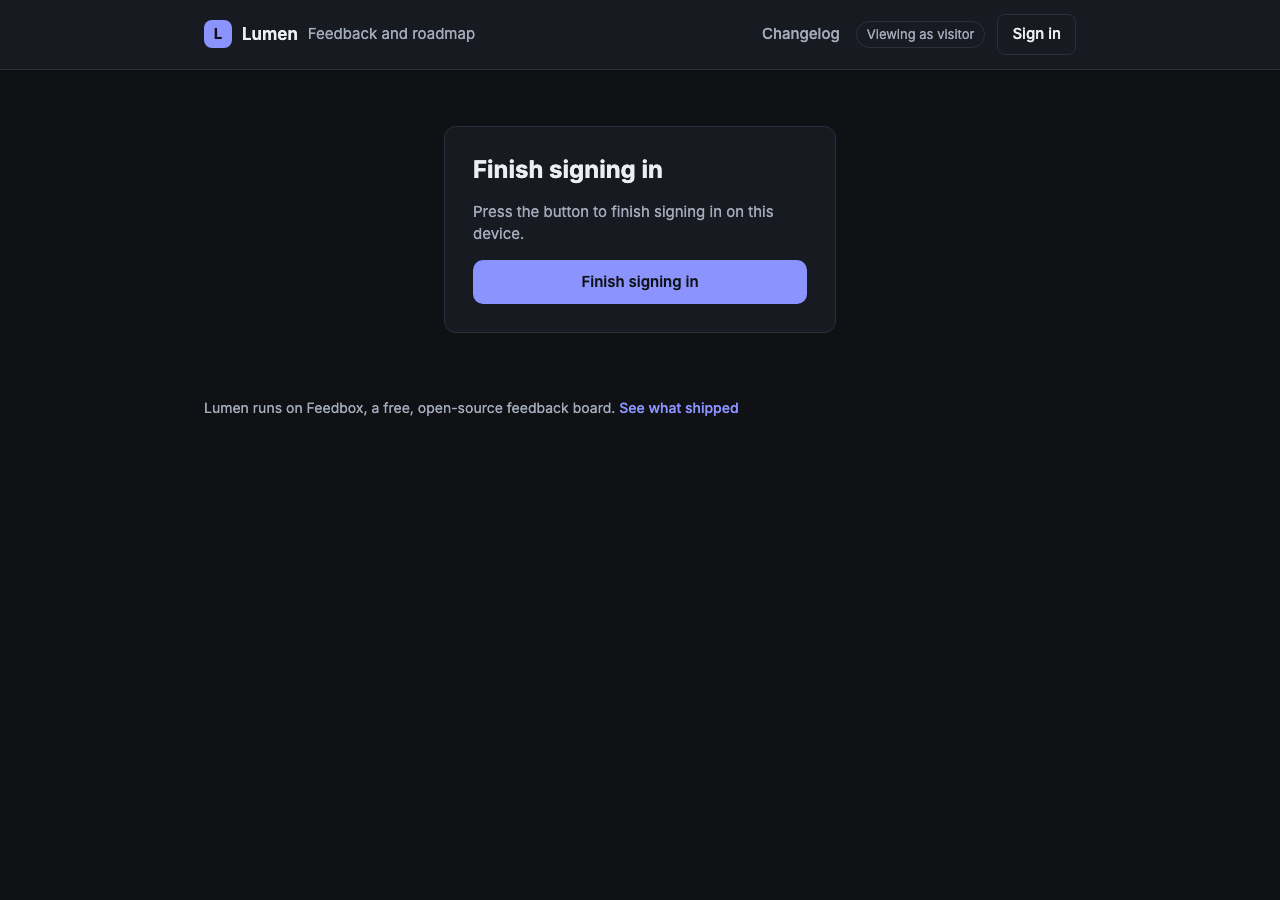 L Lumen Feedback and roadmap Changelog Viewing as visitor Sign in
Finish signing in
Press the button to finish signing in on this
device.
Finish signing in
Lumen runs on Feedbox, a free, open-source feedback board. See what shipped